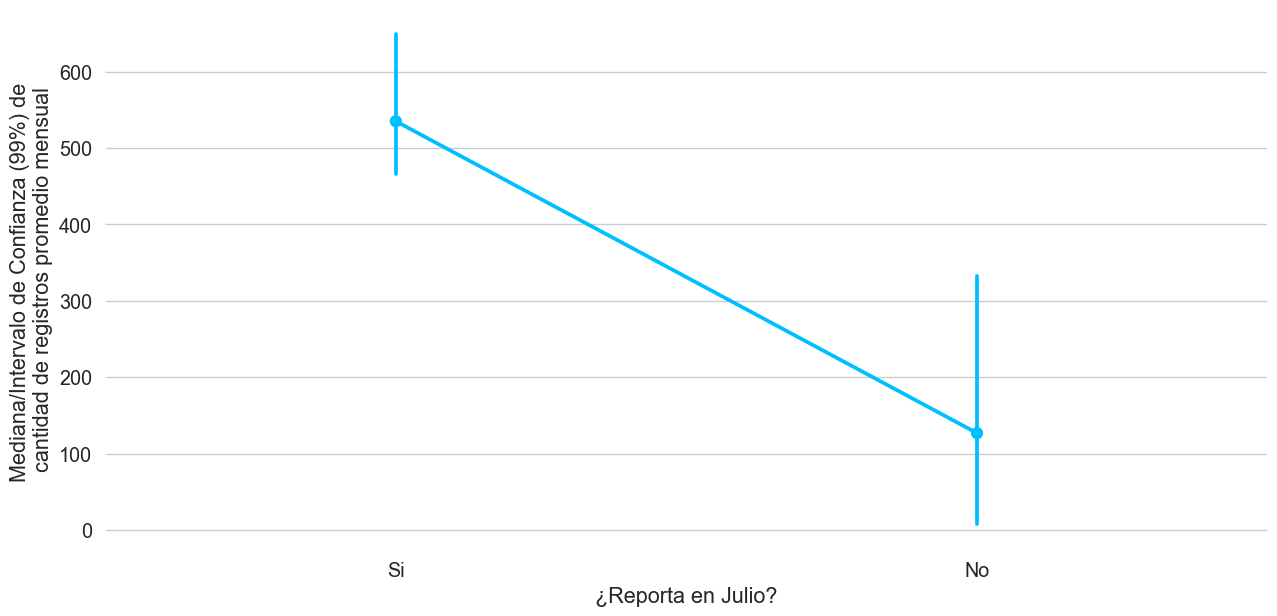 Mediana/Intervalo de Confianza (99%) de
cantidad de registros promedio mensual
600
500
400
300
200
100
0
Si
No
¿Reporta en Julio?